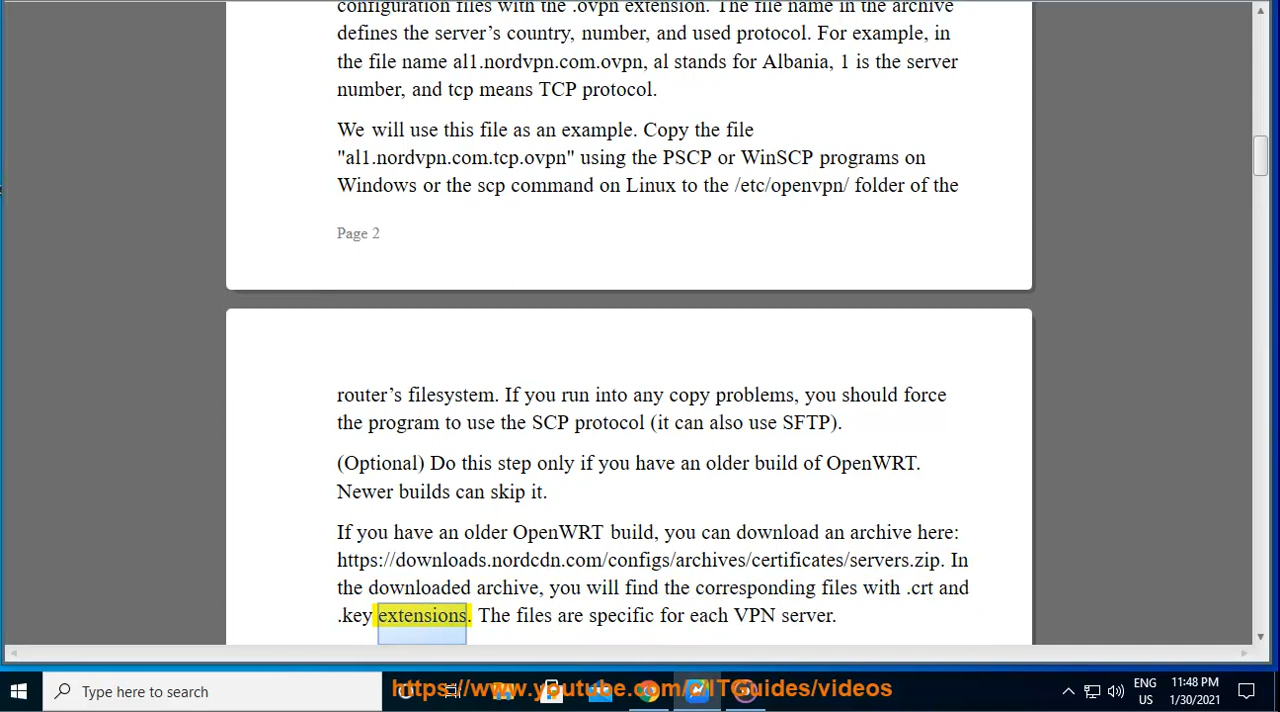 configuration files with the .ovpn extension. The file name in the archive
defines the server’s country, number, and used protocol. For example, in
the file name al1.nordvpn.com.ovpn, al stands for Albania, 1 is the server
number, and tcp means TCP protocol.
We will use this file as an example. Copy the file
"al1.nordvpn.com.tcp.ovpn" using the PSCP or WinSCP programs on
Windows or the scp command on Linux to the /etc/openvpn/ folder of the
Page 2
router’s filesystem. If you run into any copy problems, you should force
the program to use the SCP protocol (it can also use SFTP).
(Optional) Do this step only if you have an older build of OpenWRT.
Newer builds can skip it.
If you have an older OpenWRT build, you can download an archive here:
https://downloads.nordcdn.com/configs/archives/certificates/servers.zip. In
the downloaded archive, you will find the corresponding files with .crt and
.key extensions. The files are specific for each VPN server.
Type here to search
ENG
US
11:48 PM
1/30/2021